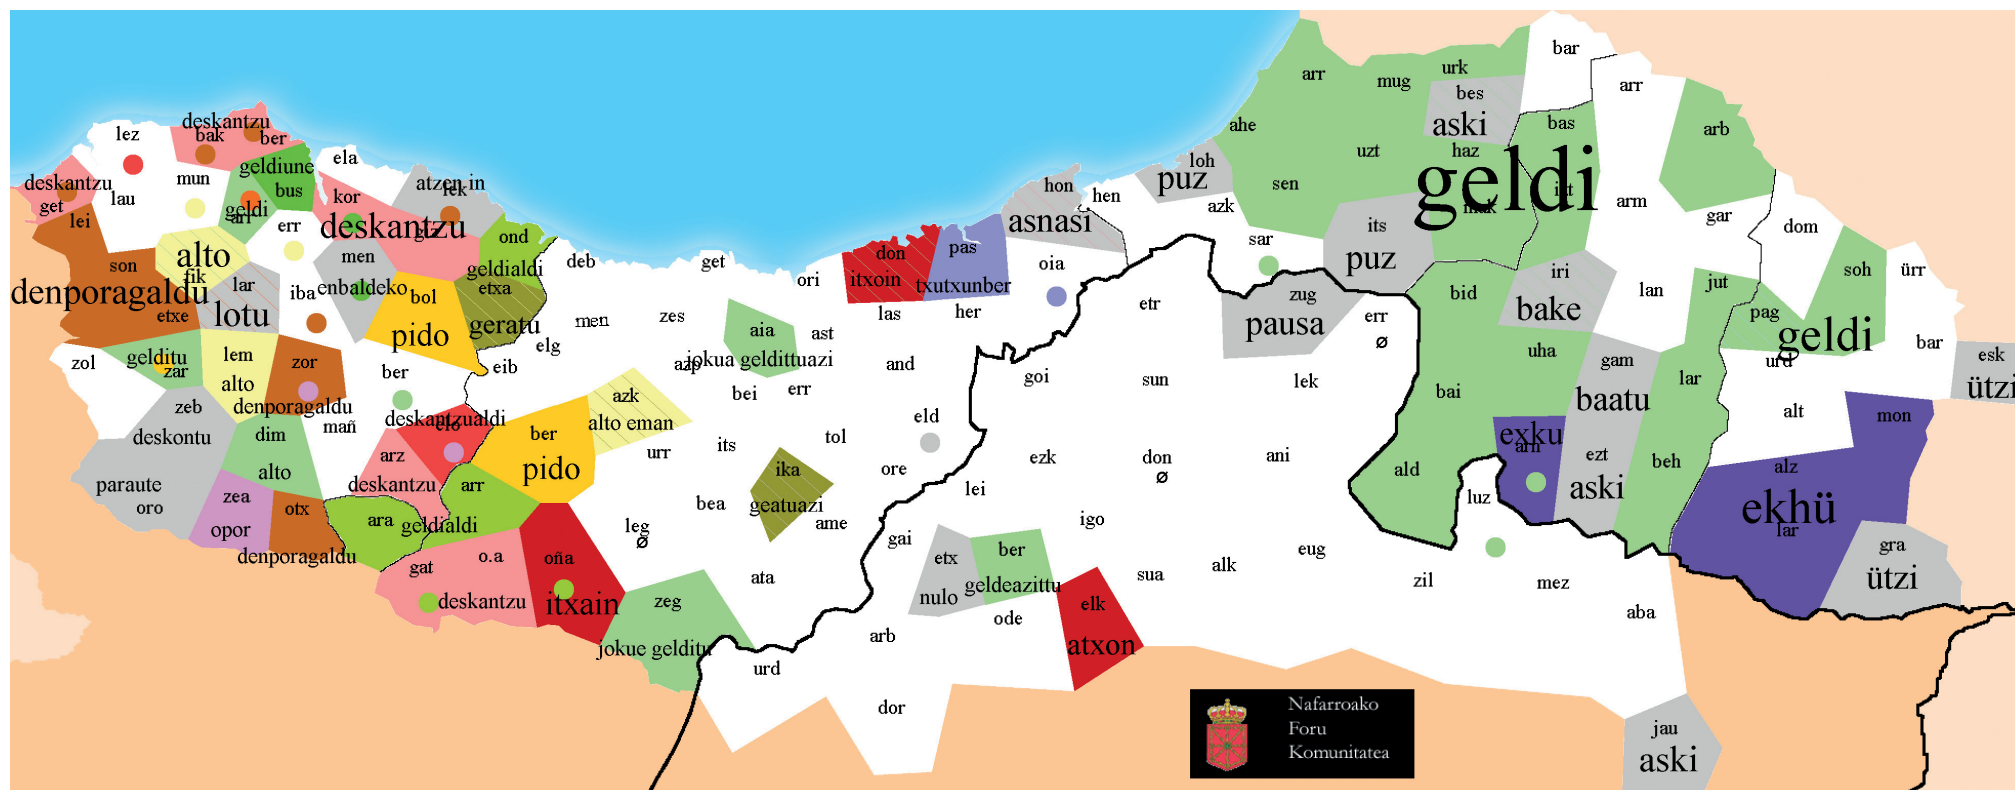 bar
arr
mug
urk
arr
bes
aski
bas
ahe
arb
lez
deskantzu
bak
ber
ela
uzt
haz
geldi
loh
puz
mun
geldiune
bus
deskantzu
get
lau
kor
atzen in
hon
hen
asnasi
sen
azk
arm
gar
lei
geldi
err
deskantzu
ond
geldialdi
pas
don
itxoin
txutxunber
oia
sar
its
puz
dom
alto
fik
son
denporagaldu
etxe
lar
lotu
iba
men
enbaldeko
bol
pido
etxa
geratu
deb
get
ori
las
her
etr
zug
pausa
err
ø
bid
iri
bake
lan
jut
soh
ürr
pag
geldi
urd
bar
esk
ützi
zol
gelditu
zar
lem
alto
zor
denporagaldu
ber
eib
elg
men
zes
aia
jokua geldittuazi
ast
and
azp
bei
err
goi
sun
lek
uha
bai
gam
baatu
lar
alt
mon
zeb
deskontu
mañ
dim
alto
deskantzualdi
elo
arz
deskantzu
ber
pido
azk
alto eman
urr
its
tol
eld
ore
ezk
don
ø
ani
ald
exku
arn
ezt
aski
beh
alz
ekhü
lar
paraute
oro
zea
opor
otx
denporagaldu
ara
arr
geldialdi
leg
ø
bea
ika
geatuazi
ame
lei
gai
igo
luz
gat
o.a
deskantzu
oña
itxain
zeg
jokue gelditu
ata
etx
nulo
ber
geldeazittu
ode
sua
alk
eug
elk
atxon
zil
mez
aba
gra
ützi
urd
arb
dor
jau
aski
Nafarroako
Foru
Komunitatea